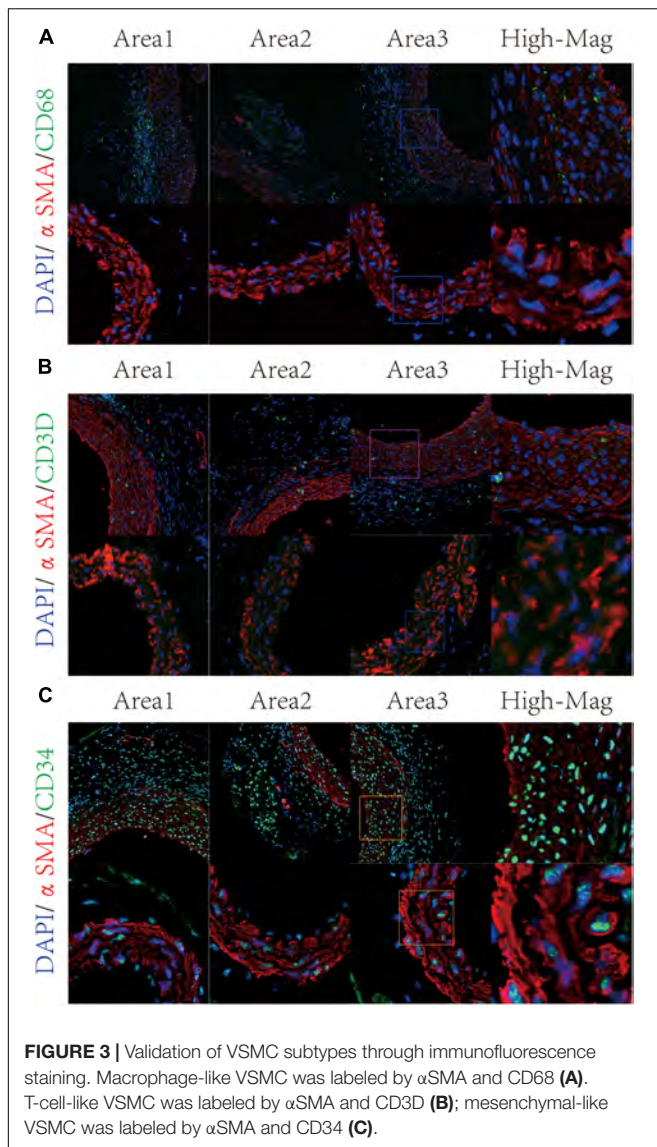 A
Area1 Area2 Area3 High-Mag
DAPI/ α SMA/CD68
B
Area1 Area2 Area3 High-Mag
DAPI/ α SMA/CD3D
C
Area1 Area2 Area3 High-Mag
DAPI/ α SMA/CD34
FIGURE 3 | Validation of VSMC subtypes through immunofluorescence
staining. Macrophage-like VSMC was labeled by αSMA and CD68 (A).
T-cell-like VSMC was labeled by αSMA and CD3D (B); mesenchymal-like
VSMC was labeled by αSMA and CD34 (C).